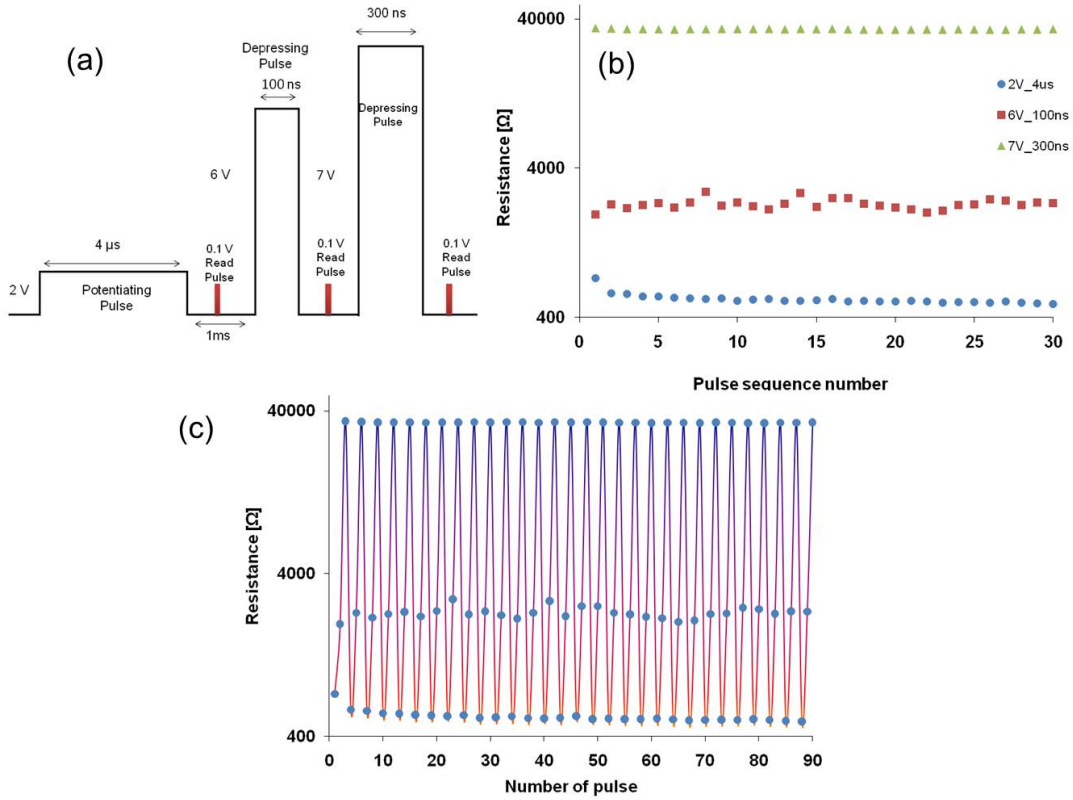 (a)
300 ns
Depressing
Pulse
100 ns
Depressing
Pulse
6 V
7 V
4 µs
0.1 V
Read
Pulse
0.1 V
Read
Pulse
0.1 V
Read
Pulse
2 V
Potentiating
Pulse
1ms
(b)
40000
4000
400
Resistance [Ω]
2V_4us
6V_100ns
7V_300ns
0 5 10 15 20 25 30
Pulse sequence number
(c)
40000
4000
400
Resistance [Ω]
0 10 20 30 40 50 60 70 80 90
Number of pulse